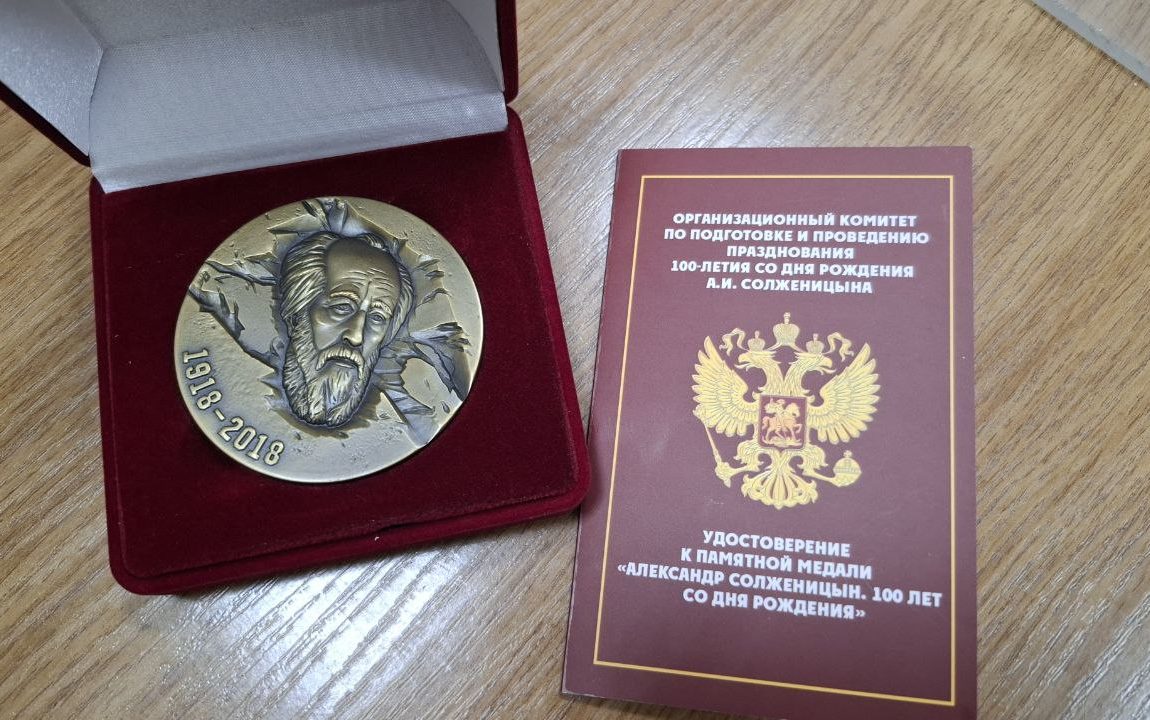 1918-2018
ОРГАНИЗАЦИОННЫЙ КОМИТЕТ
ПО ПОДГОТОВКЕ И ПРОВЕДЕНИЮ
ПРАЗДНОВАНИЯ
100-ЛЕТИЯ СО ДНЯ РОЖДЕНИЯ
А.И. СОЛЖЕНИЦЫНА
УДОСТОВЕРЕНИЕ
К ПАМЯТНОЙ МЕДАЛИ
«АЛЕКСАНДР СОЛЖЕНИЦЫН. 100 ЛЕТ
СО ДНЯ РОЖДЕНИЯ»